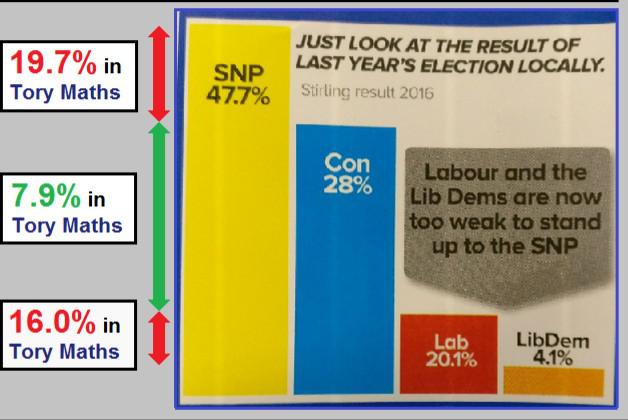 19.7% in
Tory Maths
7.9% in
Tory Maths
16.0% in
Tory Maths
JUST LOOK AT THE RESULT OF
LAST YEAR'S ELECTION LOCALLY.
Stirling result 2016
SNP
47.7%
Con
28%
Labour and the
Lib Dems are now
too weak to stand
up to the SNP
Lab
20.1%
LibDem
4.1%